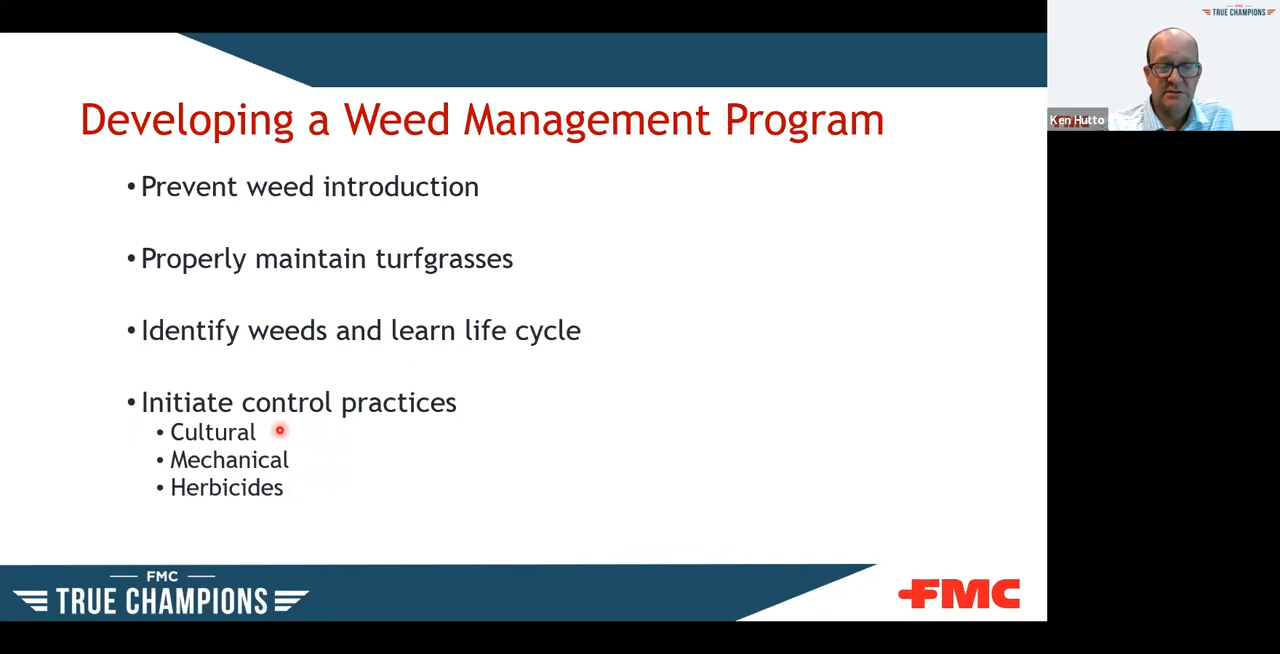 FMC
TRUE CHAMPIONS
Ken Hutto
Developing a Weed Management Program
• Prevent weed introduction
• Properly maintain turfgrasses
• Identify weeds and learn life cycle
• Initiate control practices
• Cultural
• Mechanical
• Herbicides
FMC
TRUE CHAMPIONS
FMC